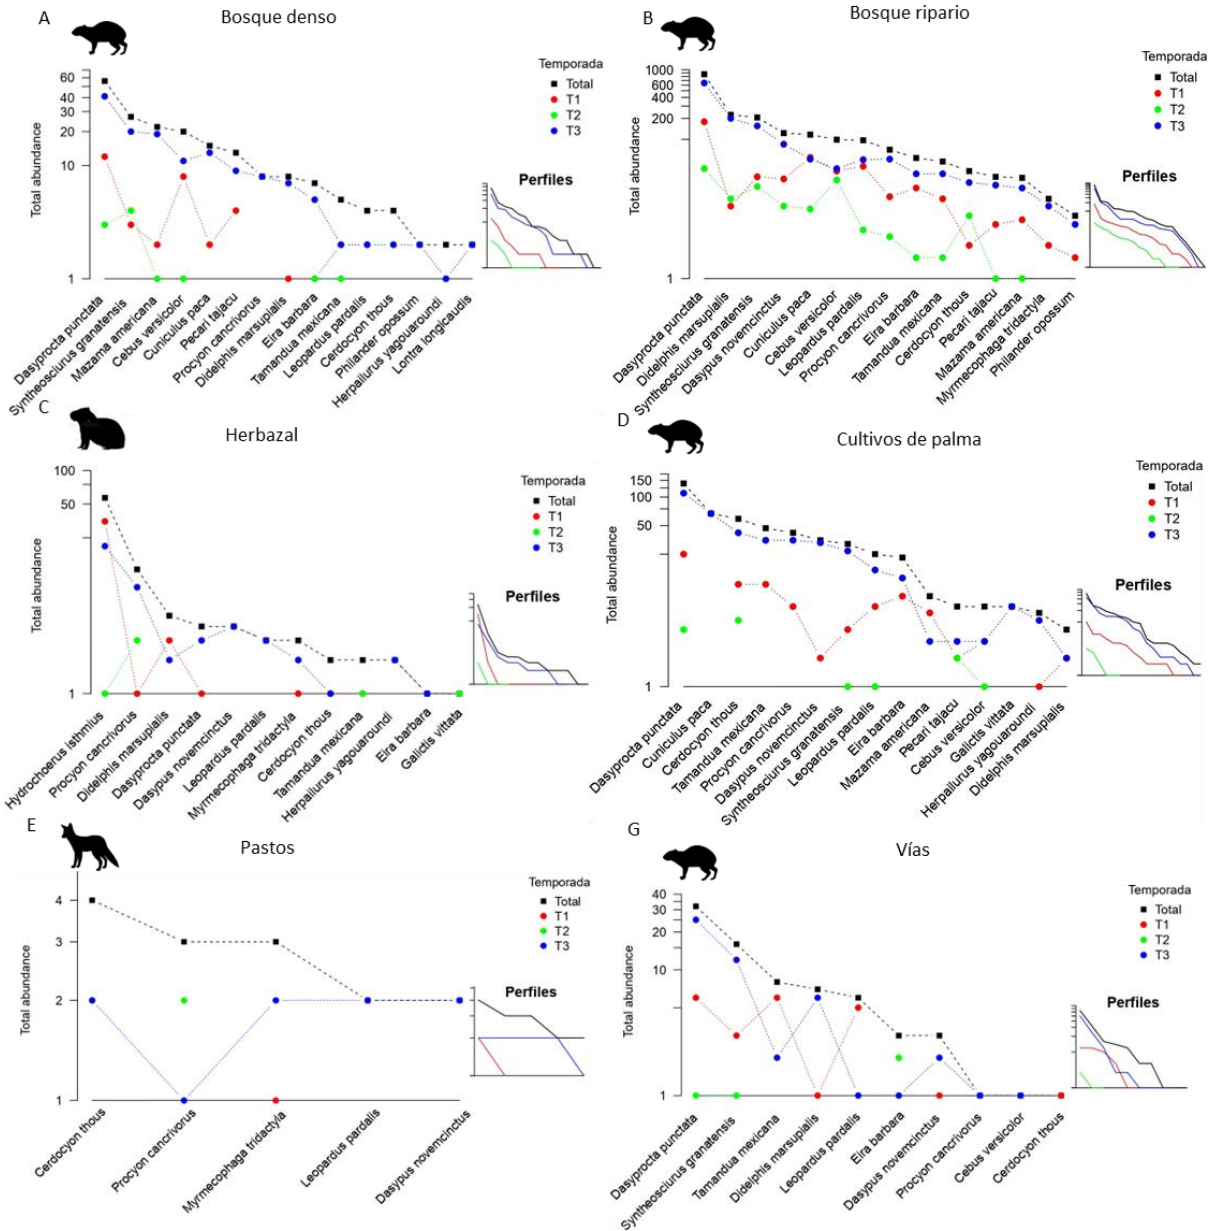 A
Bosque denso
Temporada
Total
T1
T2
T3
Total abundance
60
40
30
20
10
1
Perfiles
Dasyprocta punctata
Syntheosciurus granatensis
Mazama americana
Cebus versicolor
Cuniculus paca
Pecari tajacu
Procyon cancrivorus
Didelphis marsupialis
Eira barbara
Tamandua mexicana
Leopardus pardalis
Cerdocyon thous
Philander opossum
Herpailurus yagouaroundi
Lontra longicaudis
B
Bosque ripario
Temporada
Total
T1
T2
T3
Total abundance
1000
600
400
200
1
Perfiles
Dasyprocta punctata
Didelphis marsupialis
Syntheosciurus granatensis
Dasypus novemcinctus
Cuniculus paca
Cebus versicolor
Leopardus pardalis
Procyon cancrivorus
Eira barbara
Tamandua mexicana
Cerdocyon thous
Pecari tajacu
Mazama americana
Myrmecophaga tridactyla
Philander opossum
C
Herbazal
Temporada
Total
T1
T2
T3
Total abundance
100
50
1
Perfiles
Hydrochoerus isthmius
Procyon cancrivorus
Didelphis marsupialis
Dasyprocta punctata
Dasypus novemcinctus
Leopardus pardalis
Myrmecophaga tridactyla
Cerdocyon thous
Tamandua mexicana
Herpailurus yagouaroundi
Eira barbara
Galictis vittata
D
Cultivos de palma
Temporada
Total
T1
T2
T3
Total abundance
150
100
50
1
Perfiles
Dasyprocta punctata
Cuniculus paca
Cerdocyon thous
Tamandua mexicana
Procyon cancrivorus
Dasypus novemcinctus
Syntheosciurus granatensis
Leopardus pardalis
Eira barbara
Mazama americana
Pecari tajacu
Cebus versicolor
Galictis vittata
Herpailurus yagouaroundi
Didelphis marsupialis
E
Pastos
Temporada
Total
T1
T2
T3
Total abundance
4
3
2
1
Perfiles
Cerdocyon thous
Procyon cancrivorus
Myrmecophaga tridactyla
Leopardus pardalis
Dasypus novemcinctus
G
Vías
Temporada
Total
T1
T2
T3
Total abundance
40
30
20
10
1
Perfiles
Dasyprocta punctata
Syntheosciurus granatensis
Tamandua mexicana
Didelphis marsupialis
Leopardus pardalis
Eira barbara
Dasypus novemcinctus
Procyon cancrivorus
Cebus versicolor
Cerdocyon thous